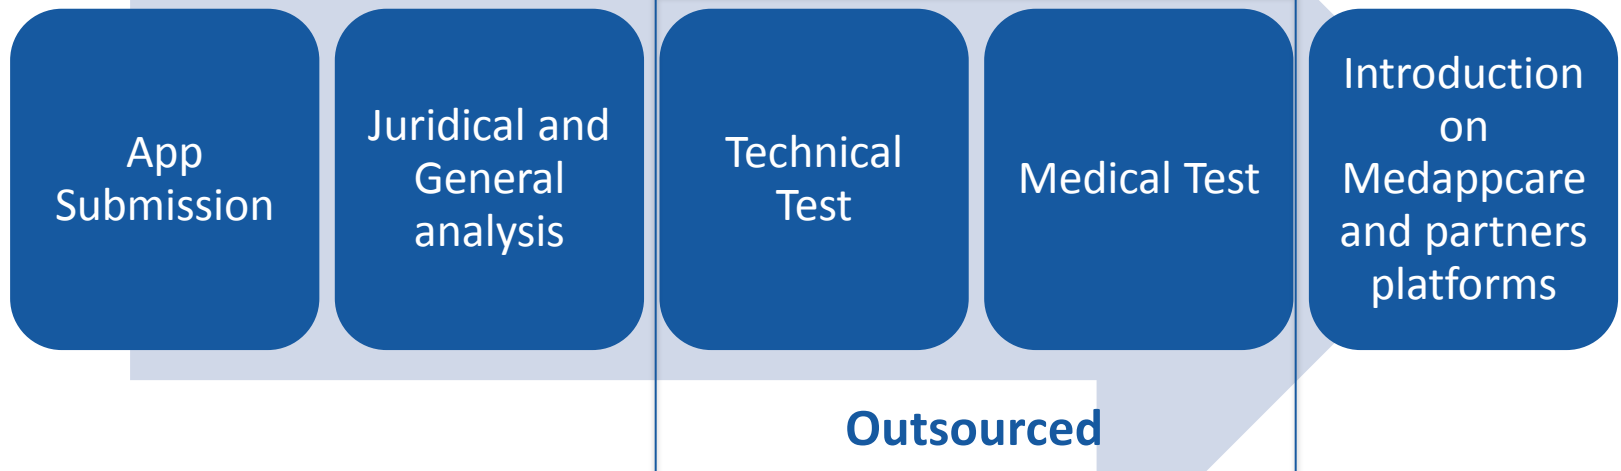 App
Submission
Juridical and
General
analysis
Technical
Test
Medical Test
Introduction
on
Medappcare
and partners
platforms
Outsourced